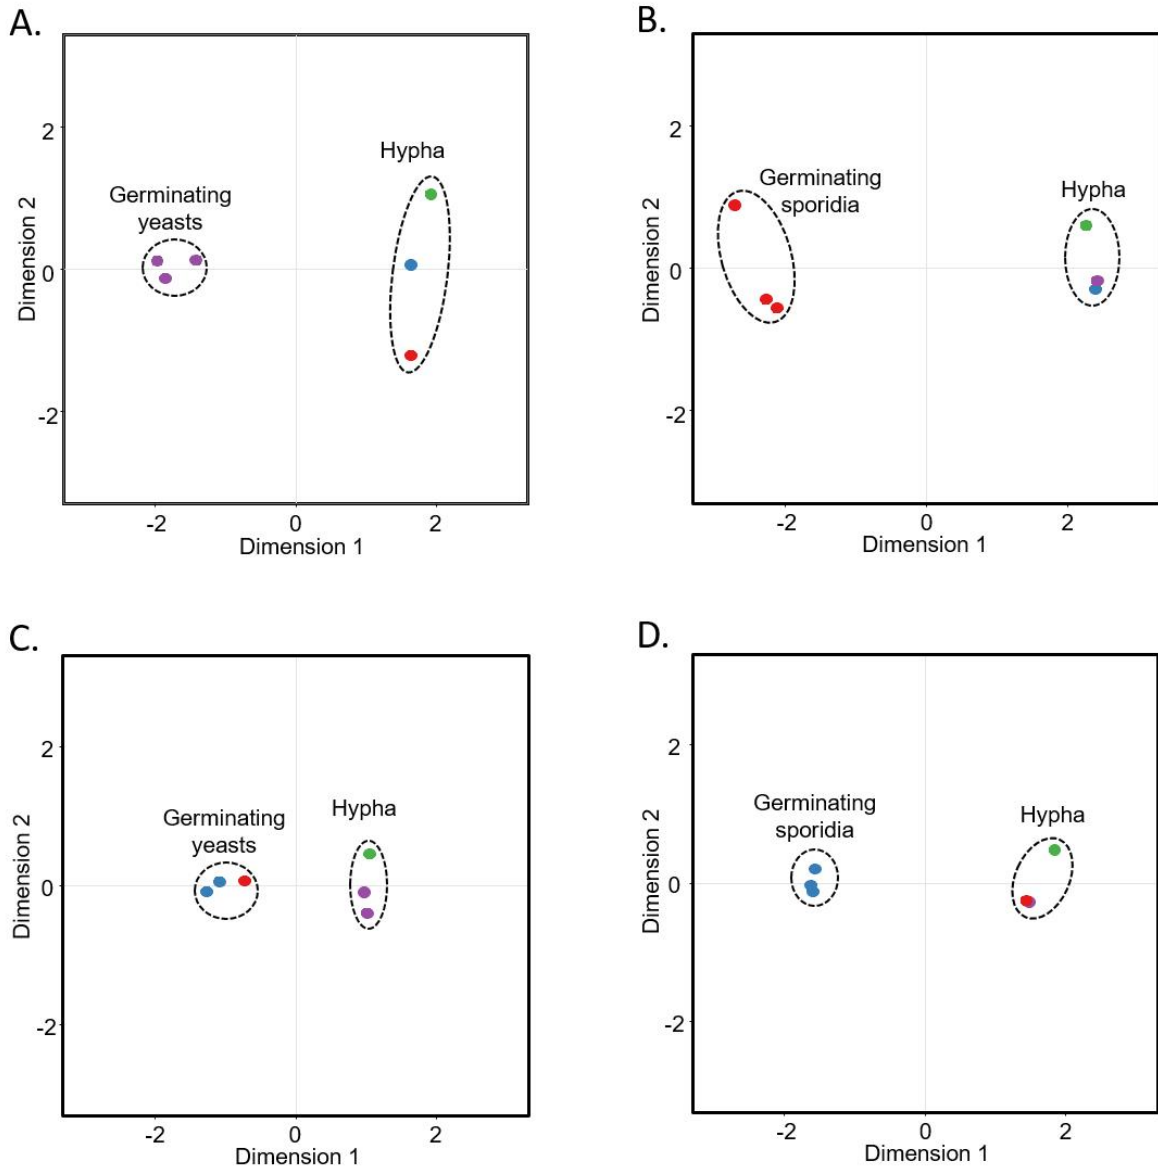 A.
Dimension 2
2
0
-2
Germinating
yeasts
Hypha
-2
0
2
Dimension 1
B.
Dimension 2
2
0
-2
Germinating
sporidia
Hypha
-2
0
2
Dimension 1
C.
Dimension 2
2
0
-2
Germinating
yeasts
Hypha
-2
0
2
Dimension 1
D.
Dimension 2
2
0
-2
Germinating
sporidia
Hypha
-2
0
2
Dimension 1